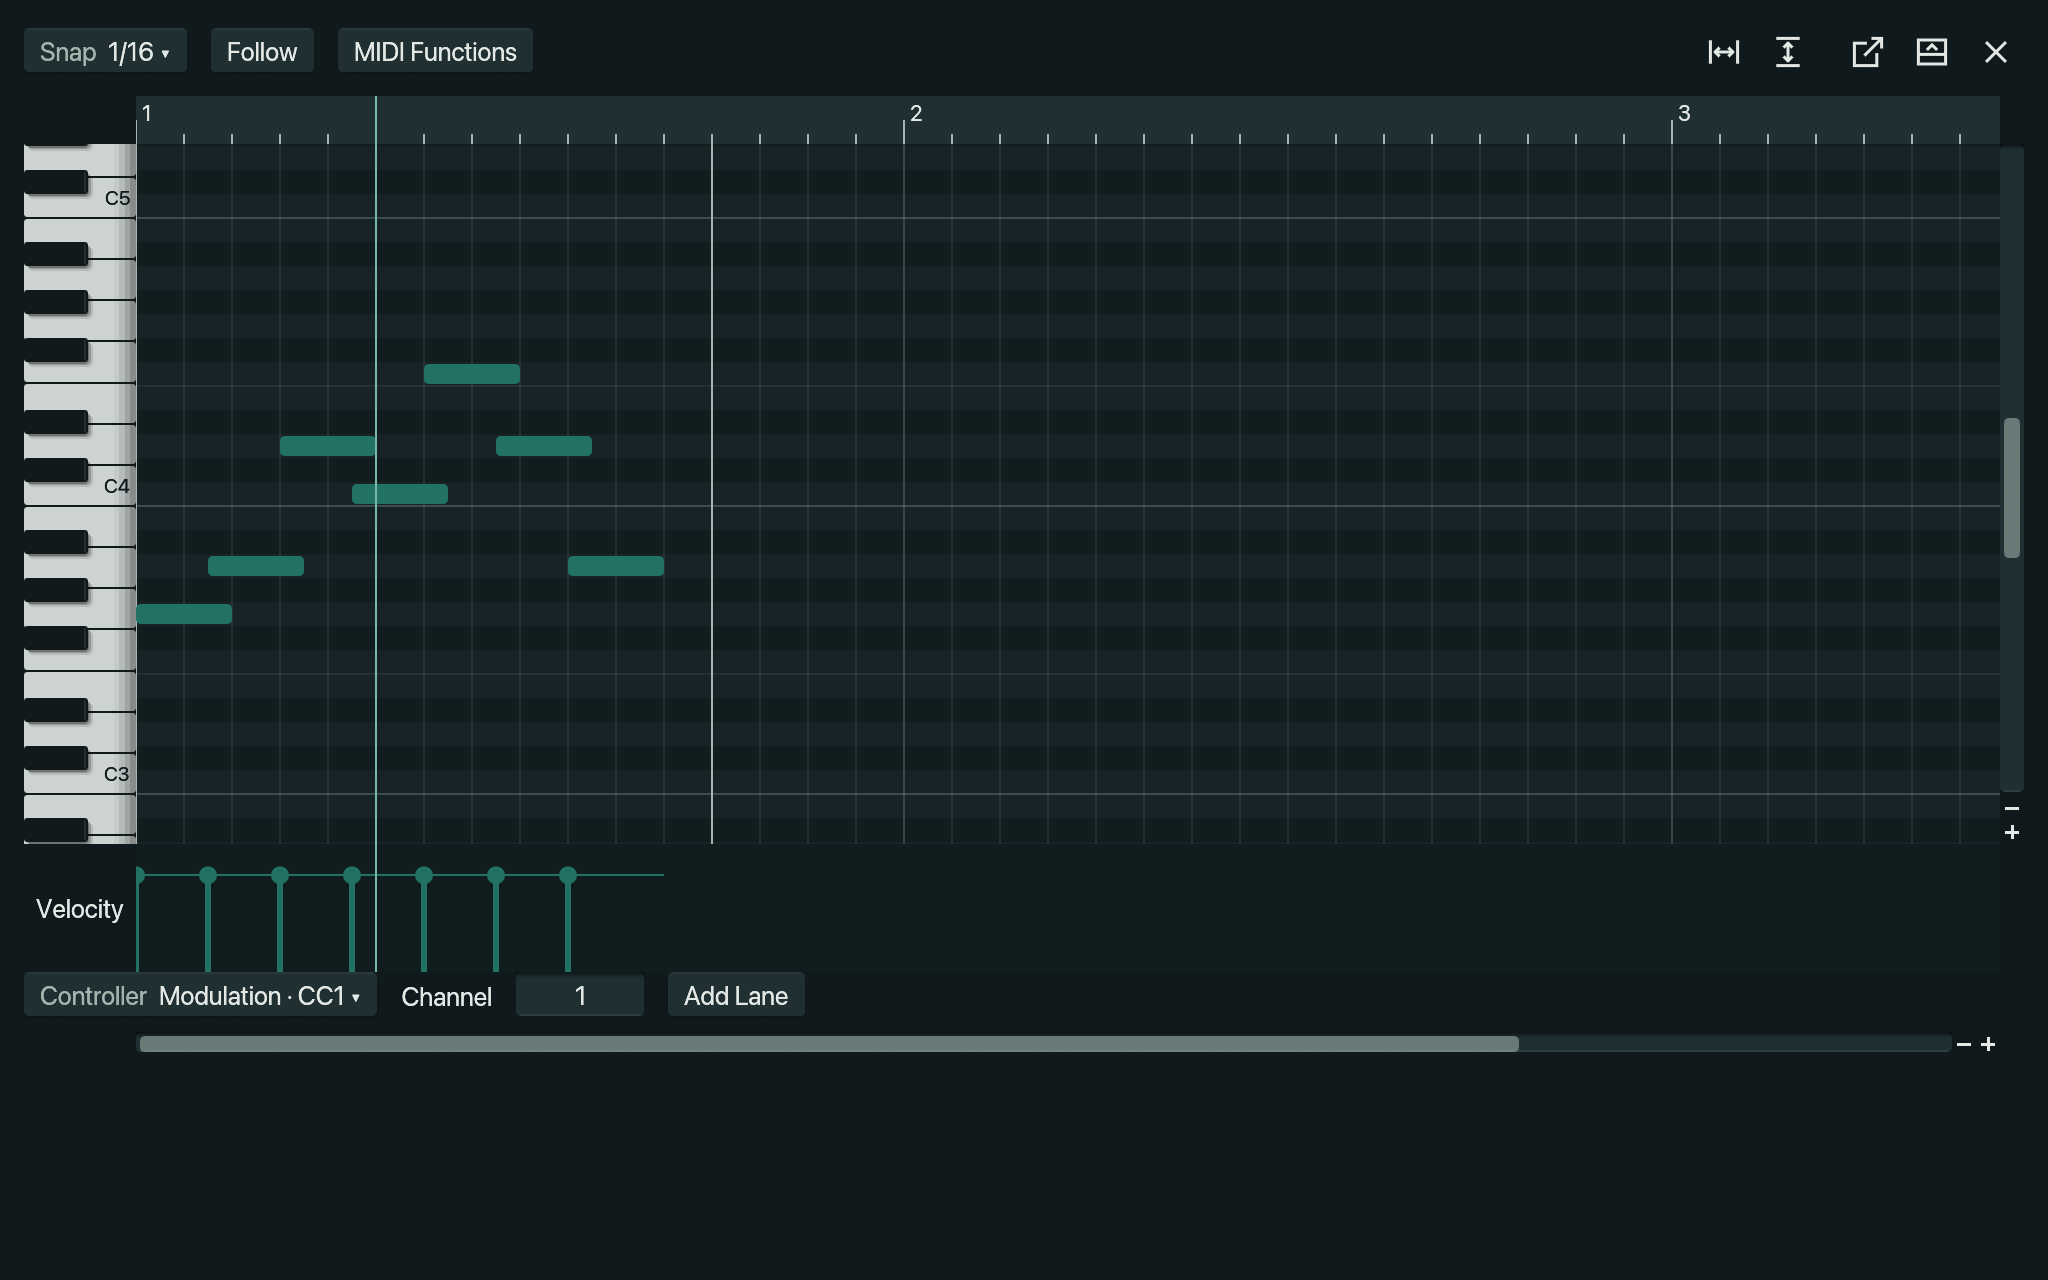 Snap 1/16 ▾ Follow MIDI Functions
1 2 3
C5
C4
C3
Velocity
Controller Modulation · CC1 ▾ Channel 1 Add Lane